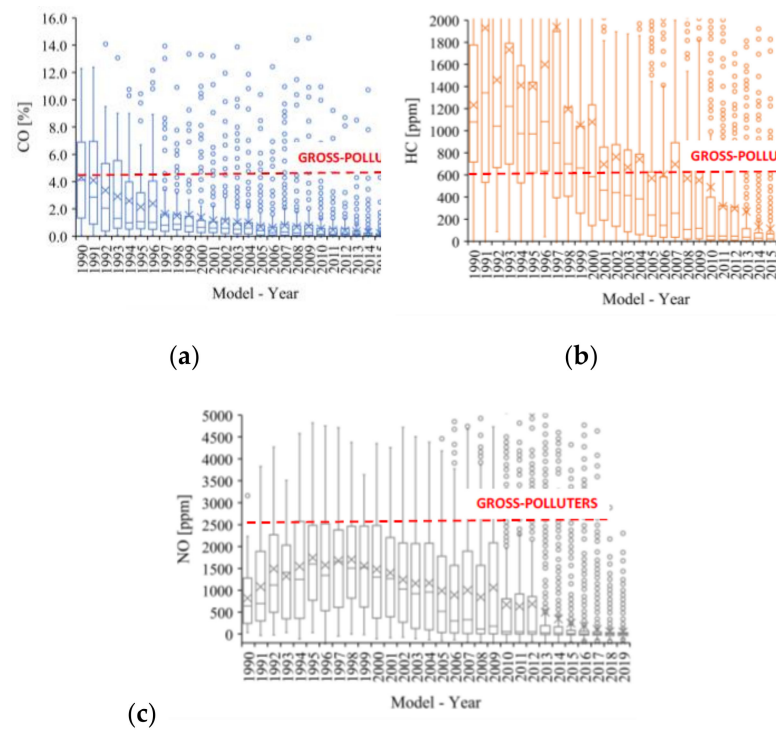 16.0
14.0
12.0
10.0
8.0
6.0
4.0
2.0
0.0
CO [%]
GROSS-POLLU
1990 1991 1992 1993 1994 1995 1996 1997 1998 1999 2000 2001 2002 2003 2004 2005 2006 2007 2008 2009 2010 2011 2012 2013 2014
Model - Year
(a)
2000
1800
1600
1400
1200
1000
800
600
400
200
0
HC [ppm]
GROSS-POLLU
1990 1991 1992 1993 1994 1995 1996 1997 1998 1999 2000 2001 2002 2003 2004 2005 2006 2007 2008 2009 2010 2011 2012 2013 2014 2015
Model - Year
(b)
5000
4500
4000
3500
3000
2500
2000
1500
1000
500
0
NO [ppm]
GROSS-POLLUTERS
1990 1991 1992 1993 1994 1995 1996 1997 1998 1999 2000 2001 2002 2003 2004 2005 2006 2007 2008 2009 2010 2011 2012 2013 2014 2015 2016 2017 2018 2019
Model - Year
(c)